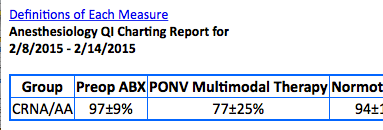 Definitions of Each Measure
Anesthesiology QI Charting Report for
2/8/2015 - 2/14/2015
Group Preop ABX PONV Multimodal Therapy
CRNA/AA 97±9% 77±25%